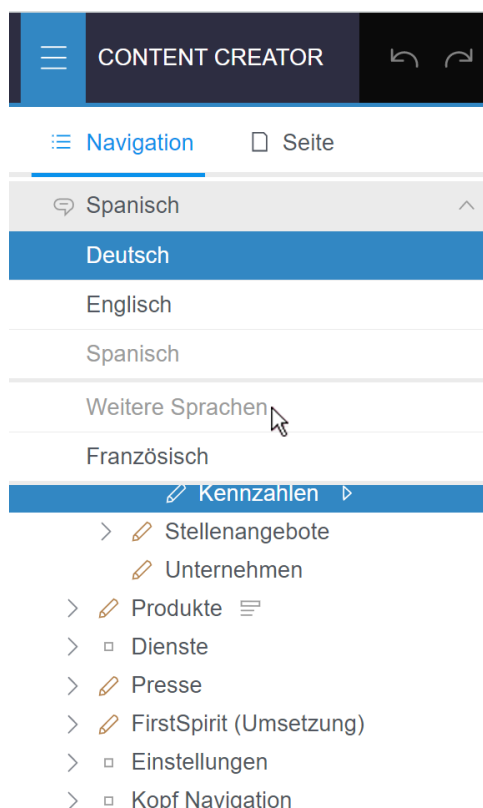 CONTENT CREATOR
Navigation Seite
Spanisch
Deutsch
Englisch
Spanisch
Weitere Sprachen
Französisch
Kennzahlen
Stellenangebote
Unternehmen
Produkte
Dienste
Presse
FirstSpirit (Umsetzung)
Einstellungen
Kopf Navigation